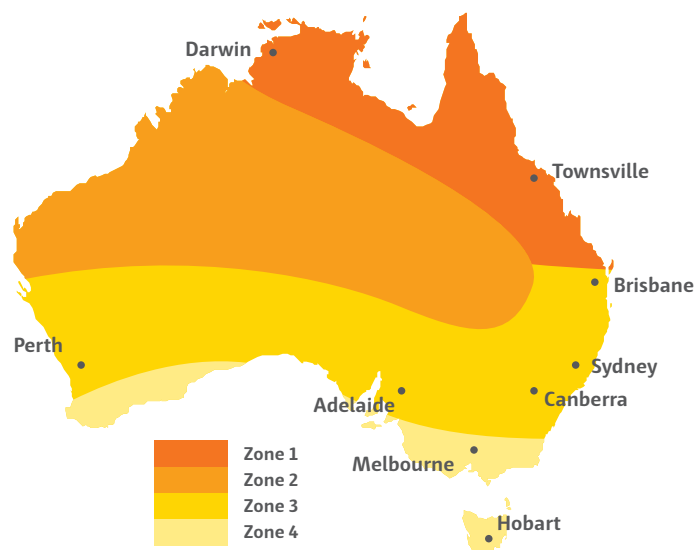 Darwin
Townsville
Brisbane
Perth
Sydney
Adelaide
Canberra
Zone 1
Melbourne
Zone 2
Zone 3
Hobart
Zone 4